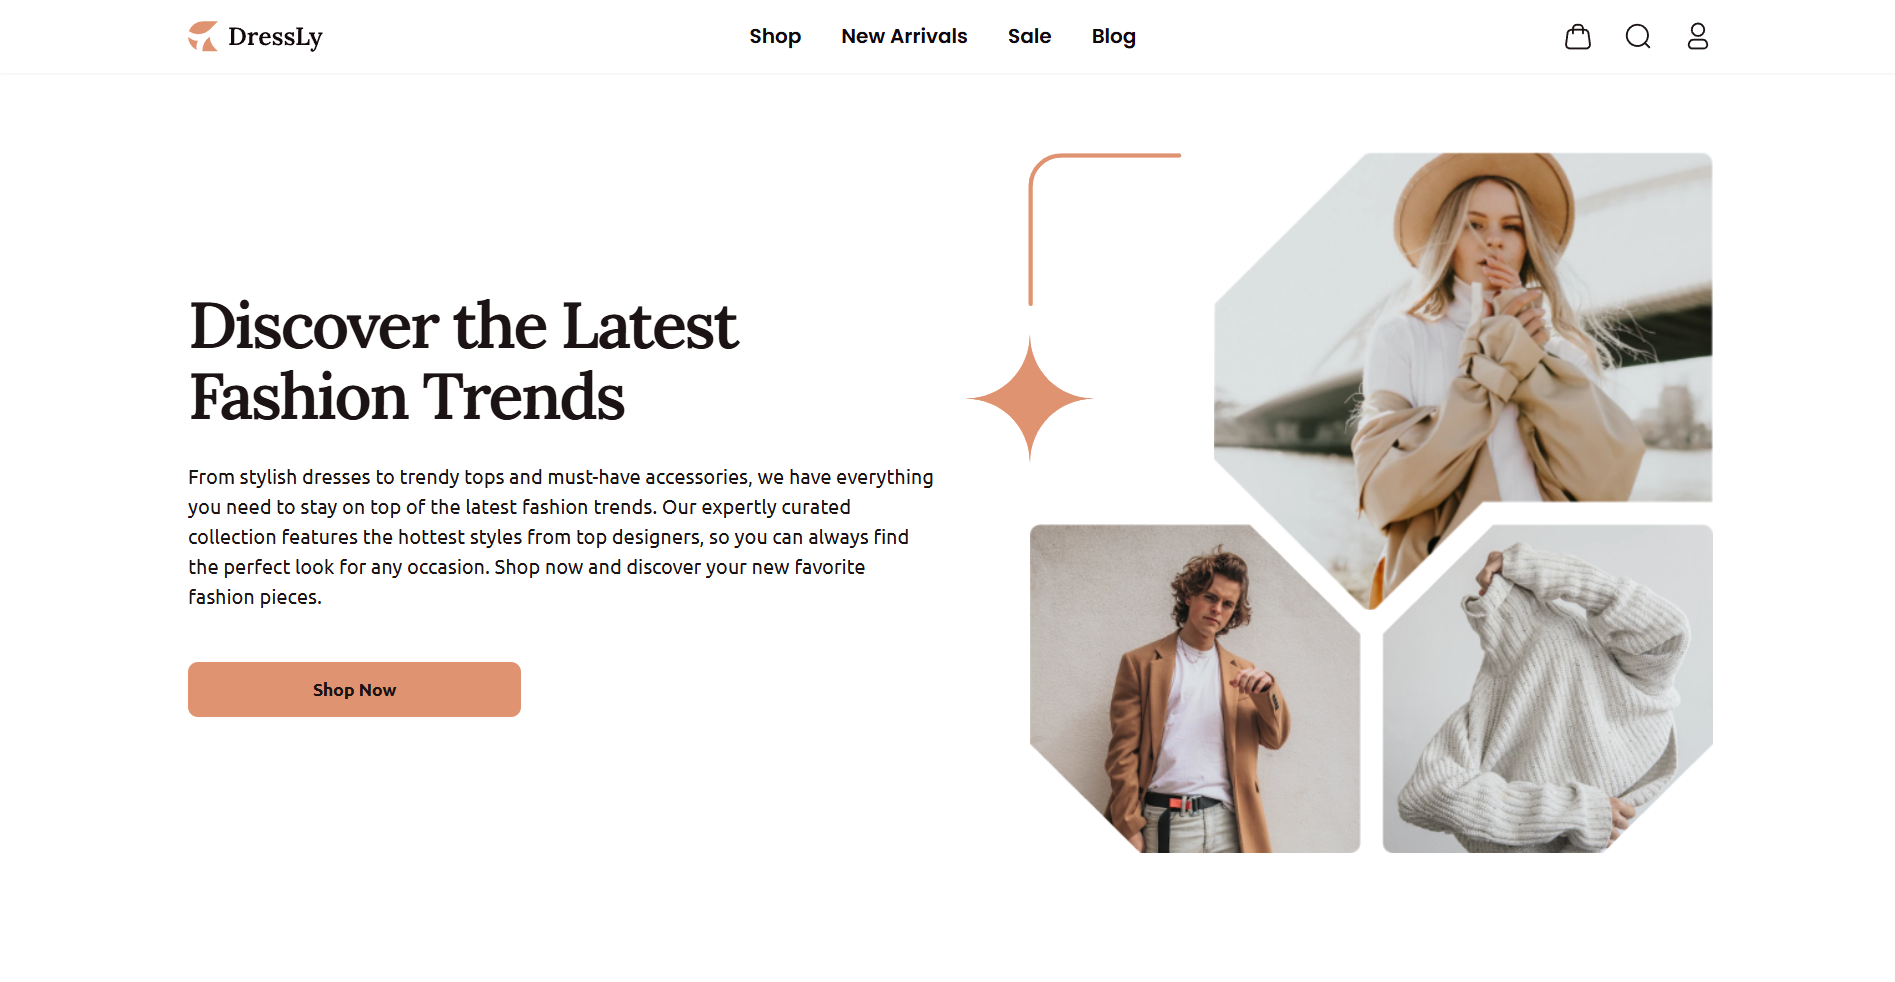 DressLy
Shop
New Arrivals
Sale
Blog
Discover the Latest
Fashion Trends
From stylish dresses to trendy tops and must-have accessories, we have everything
you need to stay on top of the latest fashion trends. Our expertly curated
collection features the hottest styles from top designers, so you can always find
the perfect look for any occasion. Shop now and discover your new favorite
fashion pieces.
Shop Now